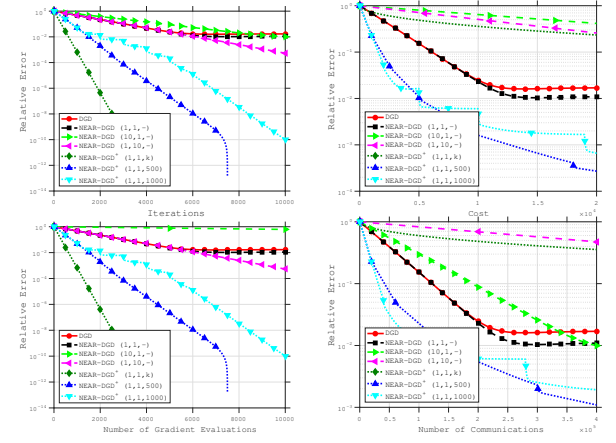 Relative Error
10^0
10^-2
10^-4
10^-6
10^-8
10^-10
10^-12
10^-14
DGD
NEAR-DGD (1,1,-)
NEAR-DGD (10,1,-)
NEAR-DGD (1,10,-)
NEAR-DGD^+ (1,1,k)
NEAR-DGD^+ (1,1,500)
NEAR-DGD^+ (1,1,1000)
0 2000 4000 6000 8000 10000
Iterations
Relative Error
10^0
10^-1
10^-2
10^-3
10^-4
DGD
NEAR-DGD (1,1,-)
NEAR-DGD (10,1,-)
NEAR-DGD (1,10,-)
NEAR-DGD^+ (1,1,k)
NEAR-DGD^+ (1,1,500)
NEAR-DGD^+ (1,1,1000)
0 0.5 1 1.5 2
Cost
Relative Error
10^0
10^-2
10^-4
10^-6
10^-8
10^-10
10^-12
10^-14
DGD
NEAR-DGD (1,1,-)
NEAR-DGD (10,1,-)
NEAR-DGD (1,10,-)
NEAR-DGD^+ (1,1,k)
NEAR-DGD^+ (1,1,500)
NEAR-DGD^+ (1,1,1000)
0 2000 4000 6000 8000 10000
Number of Gradient Evaluations
Relative Error
10^0
10^-1
10^-2
10^-3
DGD
NEAR-DGD (1,1,-)
NEAR-DGD (10,1,-)
NEAR-DGD (1,10,-)
NEAR-DGD^+ (1,1,k)
NEAR-DGD^+ (1,1,500)
NEAR-DGD^+ (1,1,1000)
0 0.5 1 1.5 2 2.5 3 3.5 4
Number of Communications